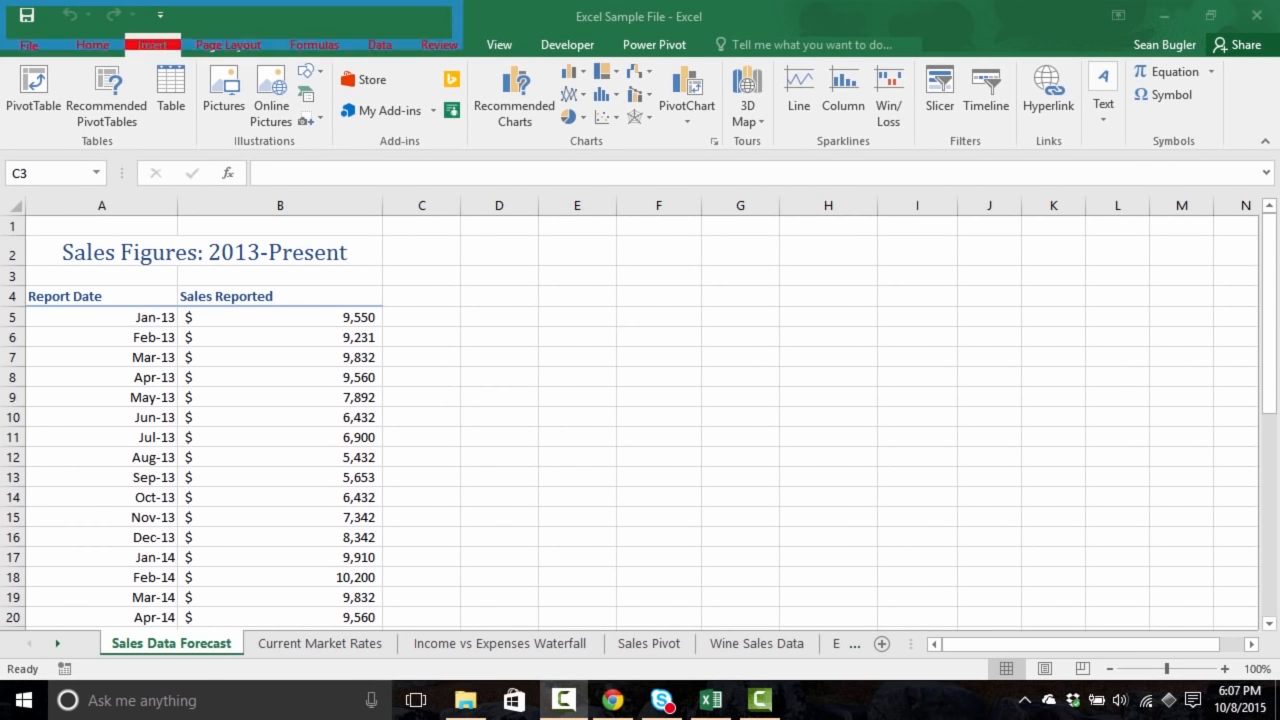 Excel Sample File - Excel
File Home Insert Page Layout Formulas Data Review View Developer Power Pivot Tell me what you want to do... Sean Bugler Share
PivotTable Recommended PivotTables Table
Tables
Pictures Online Pictures
Illustrations
Store
My Add-ins
Add-ins
Recommended Charts
PivotChart
Charts
3D Map
Tours
Line Column Win/Loss
Sparklines
Slicer Timeline
Filters
Hyperlink
Links
A
Text
π Equation
Ω Symbol
Symbols
C3 fx
A B C D E F G H I J K L M N
1
2 Sales Figures: 2013-Present
3
4 Report Date Sales Reported
5 Jan-13 $ 9,550
6 Feb-13 $ 9,231
7 Mar-13 $ 9,832
8 Apr-13 $ 9,560
9 May-13 $ 7,892
10 Jun-13 $ 6,432
11 Jul-13 $ 6,900
12 Aug-13 $ 5,432
13 Sep-13 $ 5,653
14 Oct-13 $ 6,432
15 Nov-13 $ 7,342
16 Dec-13 $ 8,342
17 Jan-14 $ 9,910
18 Feb-14 $ 10,200
19 Mar-14 $ 9,832
20 Apr-14 $ 9,560
Sales Data Forecast Current Market Rates Income vs Expenses Waterfall Sales Pivot Wine Sales Data E ...
Ready 100%
Ask me anything 6:07 PM
10/8/2015